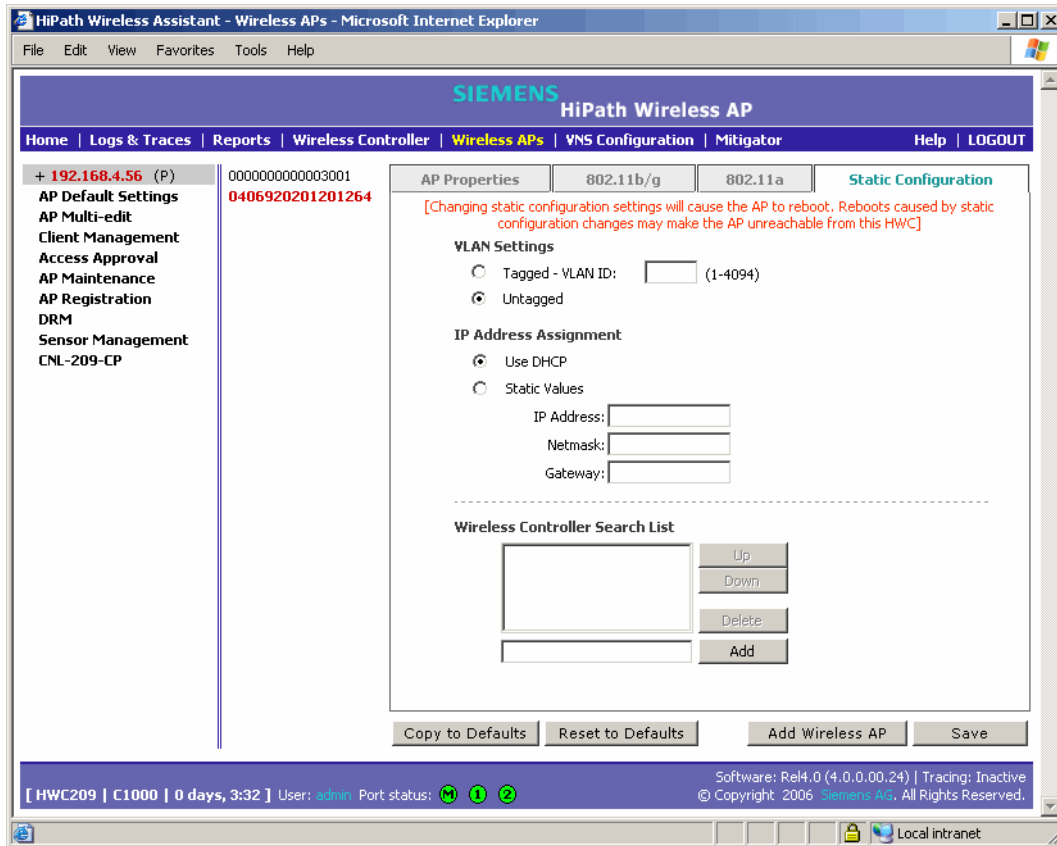 HiPath Wireless Assistant - Wireless APs - Microsoft Internet Explorer
File Edit View Favorites Tools Help
SIEMENS
HiPath Wireless AP
Home | Logs & Traces | Reports | Wireless Controller | Wireless APs | VNS Configuration | Mitigator Help | LOGOUT
+ 192.168.4.56 (P)
AP Default Settings
AP Multi-edit
Client Management
Access Approval
AP Maintenance
AP Registration
DRM
Sensor Management
CNL-209-CP
0000000000003001
0406920201201264
AP Properties 802.11b/g 802.11a Static Configuration
[Changing static configuration settings will cause the AP to reboot. Reboots caused by static
configuration changes may make the AP unreachable from this HWC]
VLAN Settings
Tagged - VLAN ID: (1-4094)
Untagged
IP Address Assignment
Use DHCP
Static Values
IP Address:
Netmask:
Gateway:
Wireless Controller Search List
Up
Down
Delete
Add
Copy to Defaults Reset to Defaults Add Wireless AP Save
[ HWC209 | C1000 | 0 days, 3:32 ] User: admin Port status: M 1 2
Software: Rel4.0 (4.0.0.00.24) | Tracing: Inactive
© Copyright 2006 Siemens AG. All Rights Reserved.
Local intranet